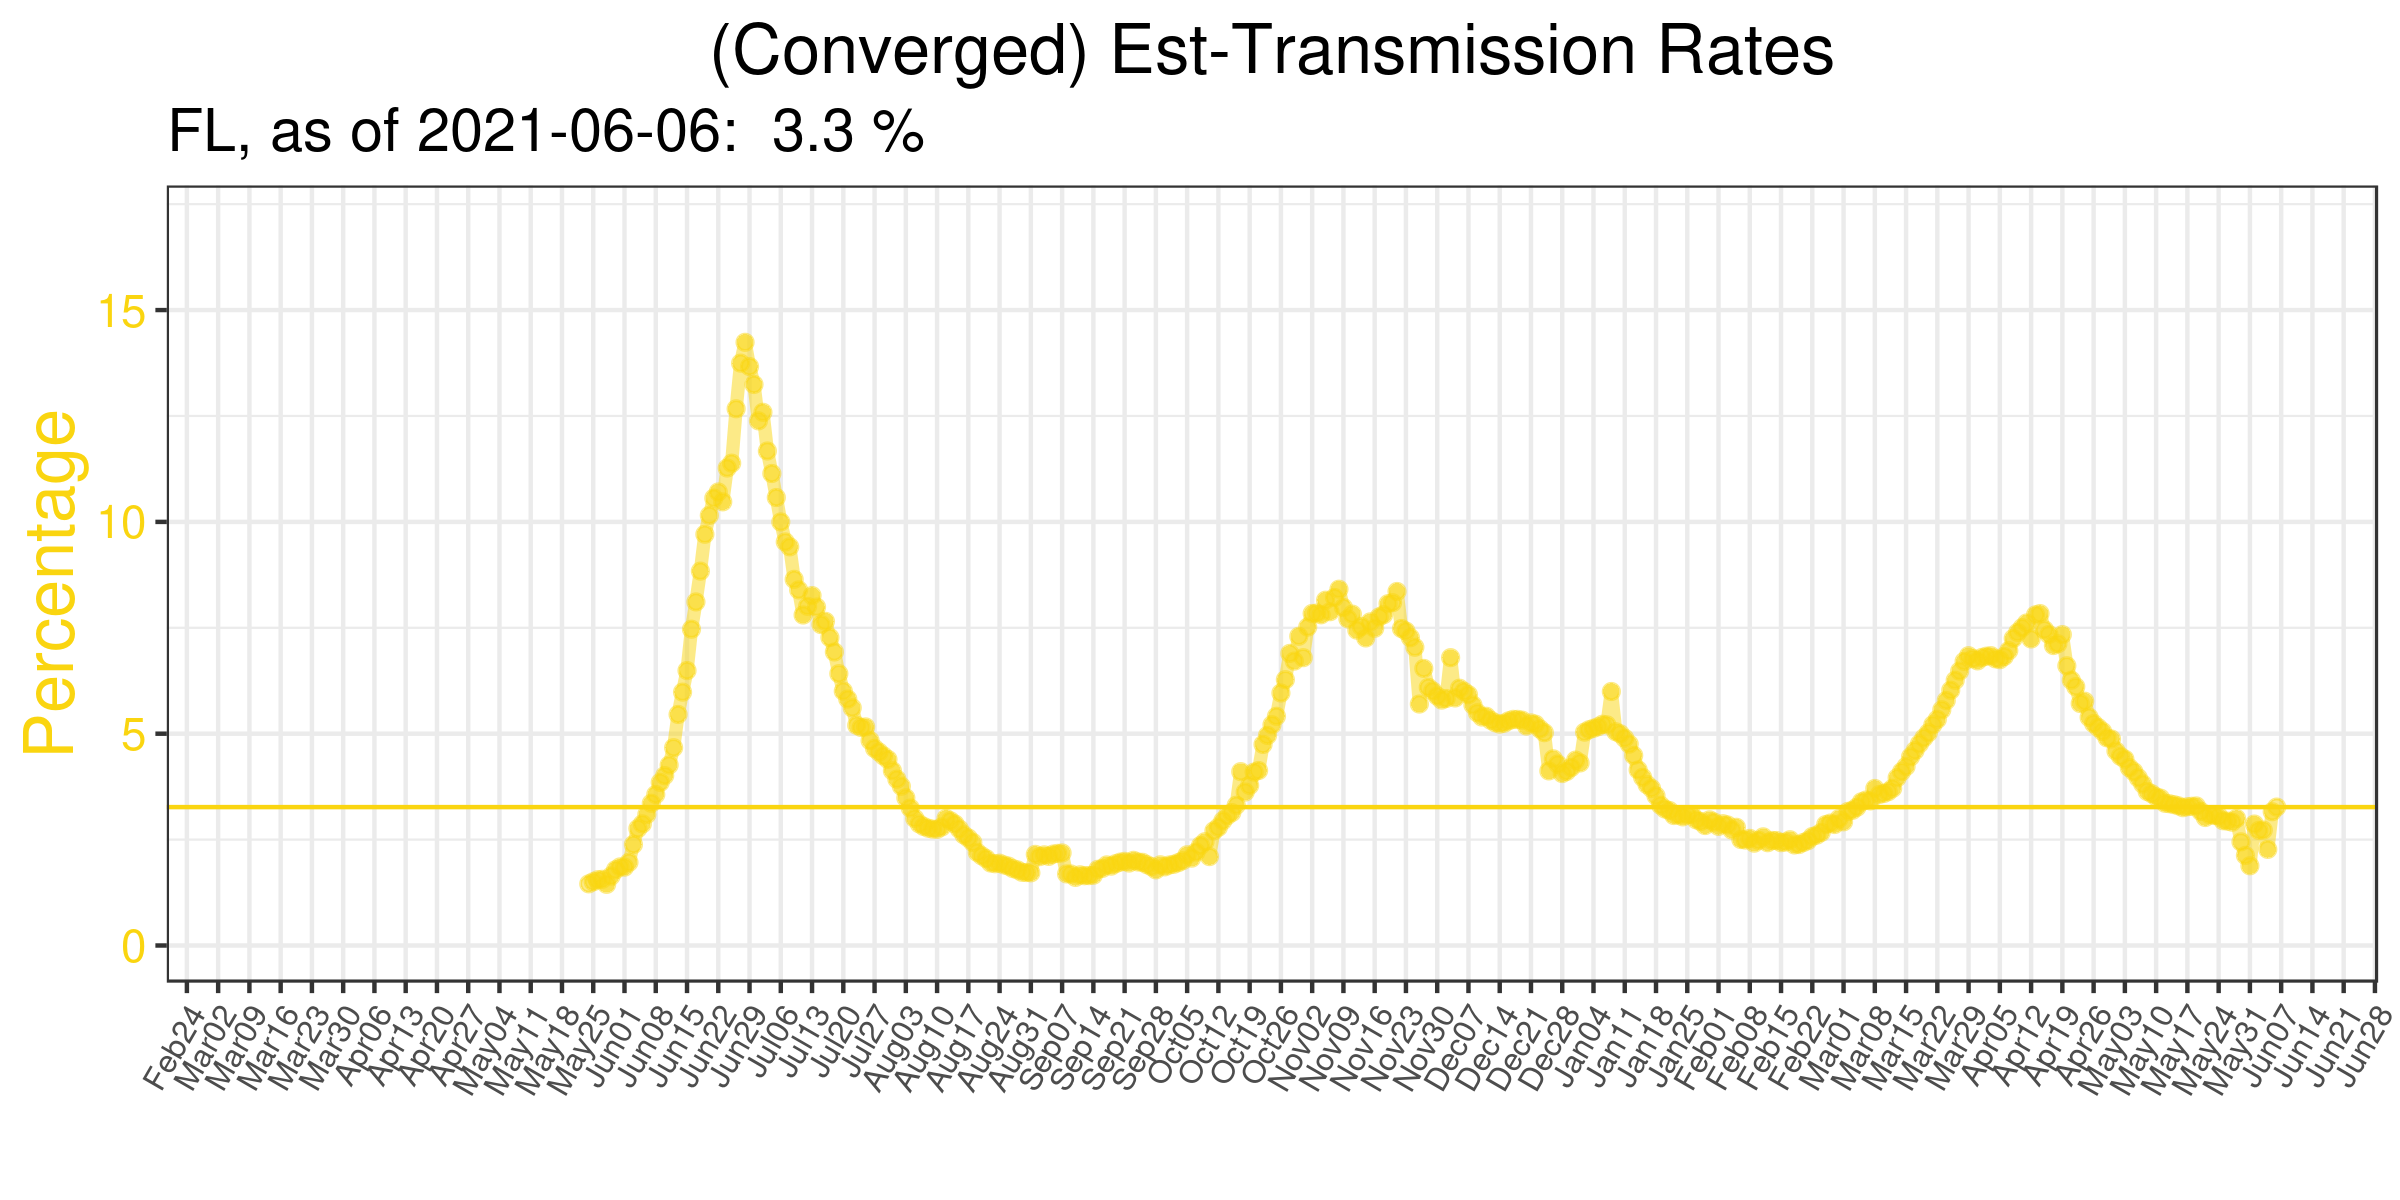 (Converged) Est-Transmission Rates
FL, as of 2021-06-06:  3.3 %
Percentage
15
10
5
0
Feb24
Mar02
Mar09
Mar16
Mar23
Mar30
Apr06
Apr13
Apr20
Apr27
May04
May11
May18
May25
Jun01
Jun08
Jun15
Jun22
Jun29
Jul06
Jul13
Jul20
Jul27
Aug03
Aug10
Aug17
Aug24
Aug31
Sep07
Sep14
Sep21
Sep28
Oct05
Oct12
Oct19
Oct26
Nov02
Nov09
Nov16
Nov23
Nov30
Dec07
Dec14
Dec21
Dec28
Jan04
Jan11
Jan18
Jan25
Feb01
Feb08
Feb15
Feb22
Mar01
Mar08
Mar15
Mar22
Mar29
Apr05
Apr12
Apr19
Apr26
May03
May10
May17
May24
May31
Jun07
Jun14
Jun21
Jun28